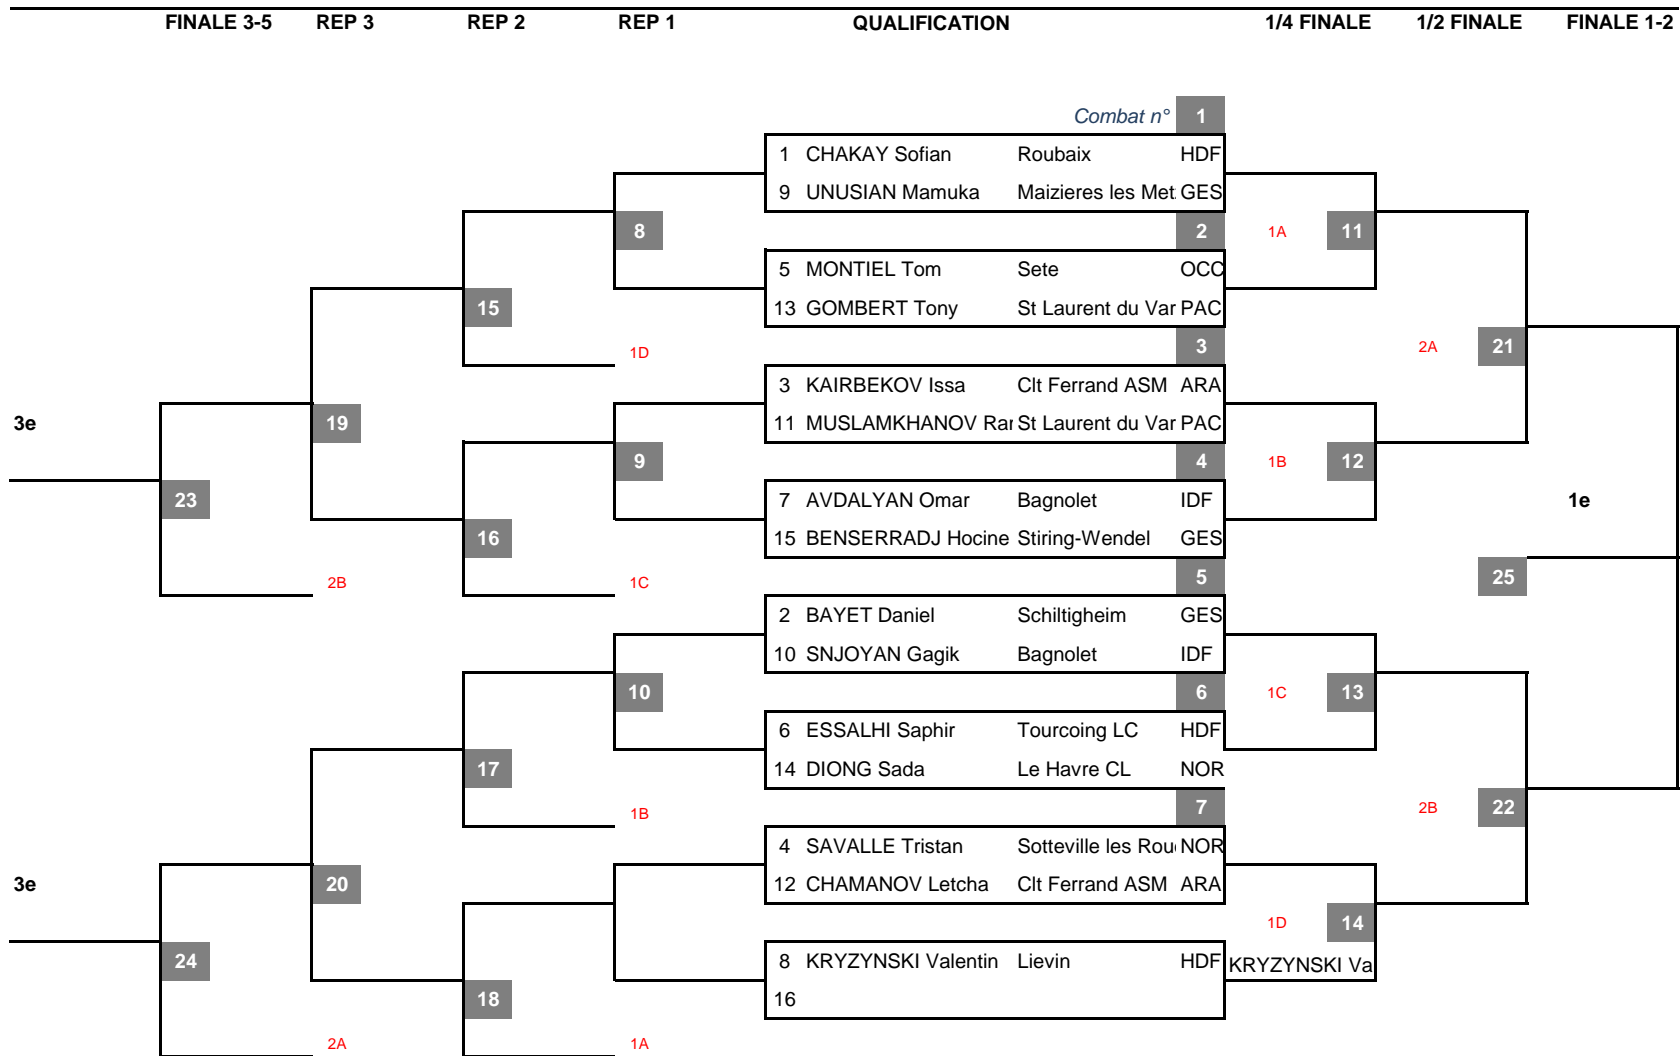 FINALE 3-5 REP 3 REP 2 REP 1 QUALIFICATION 1/4 FINALE 1/2 FINALE FINALE 1-2
Combat n° 1
1 CHAKAY Sofian Roubaix HDF
9 UNUSIAN Mamuka Maizieres les Met GES
8 2 1A 11
5 MONTIEL Tom Sete OCC
15 13 GOMBERT Tony St Laurent du Var PAC
1D 3 2A 21
3 KAIRBEKOV Issa Clt Ferrand ASM ARA
3e 19 11 MUSLAMKHANOV Rar St Laurent du Var PAC
9 4 1B 12
23 7 AVDALYAN Omar Bagnolet IDF 1e
16 15 BENSERRADJ Hocine Stiring-Wendel GES
2B 1C 5 25
2 BAYET Daniel Schiltigheim GES
10 SNJOYAN Gagik Bagnolet IDF
10 6 1C 13
6 ESSALHI Saphir Tourcoing LC HDF
17 14 DIONG Sada Le Havre CL NOR
1B 7 2B 22
4 SAVALLE Tristan Sotteville les Rou NOR
3e 20 12 CHAMANOV Letcha Clt Ferrand ASM ARA
1D 14
24 8 KRYZYNSKI Valentin Lievin HDF KRYZYNSKI Va
18 16
2A 1A